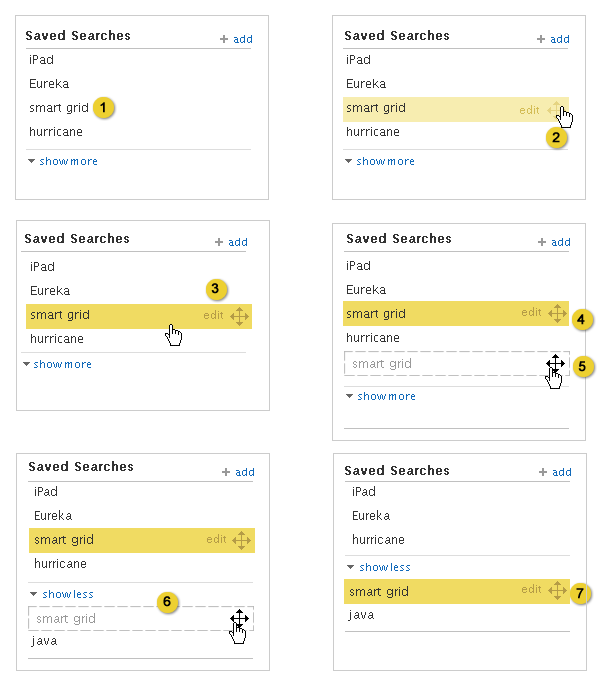 Saved Searches
+ add
iPad
Eureka
smart grid 1
hurricane
show more
Saved Searches
+ add
iPad
Eureka
smart grid edit
2
hurricane
show more
Saved Searches
+ add
iPad
3
Eureka
smart grid edit
hurricane
show more
Saved Searches
+ add
iPad
Eureka
smart grid edit 4
hurricane
smart grid 5
show more
Saved Searches
+ add
iPad
Eureka
smart grid edit
hurricane
show less
6
smart grid
java
Saved Searches
+ add
iPad
Eureka
hurricane
show less
smart grid edit 7
java